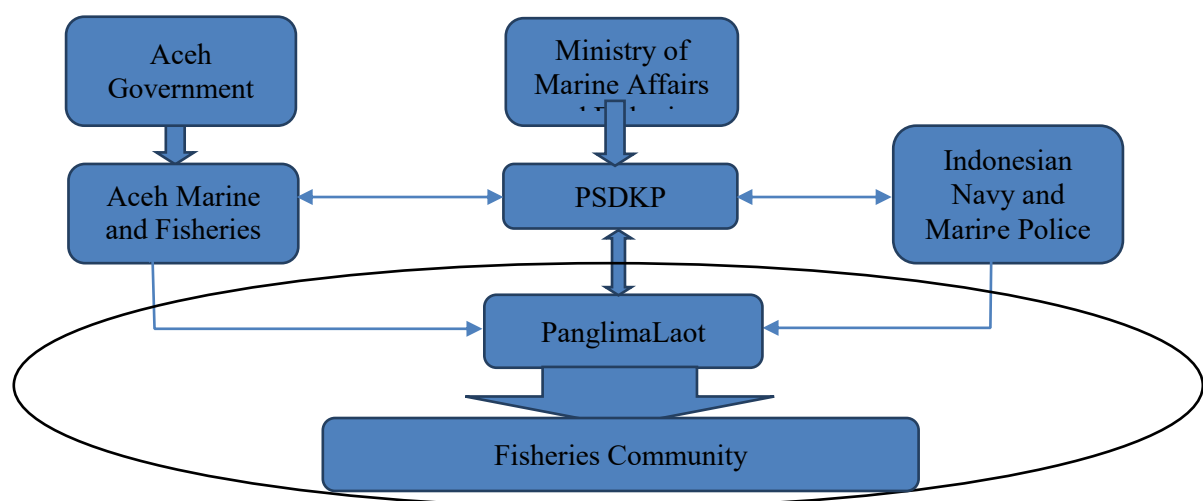 Aceh
Government
Ministry of
Marine Affairs
Aceh Marine
and Fisheries
PSDKP
Indonesian
Navy and
Marine Police
PanglimaLaot
Fisheries Community